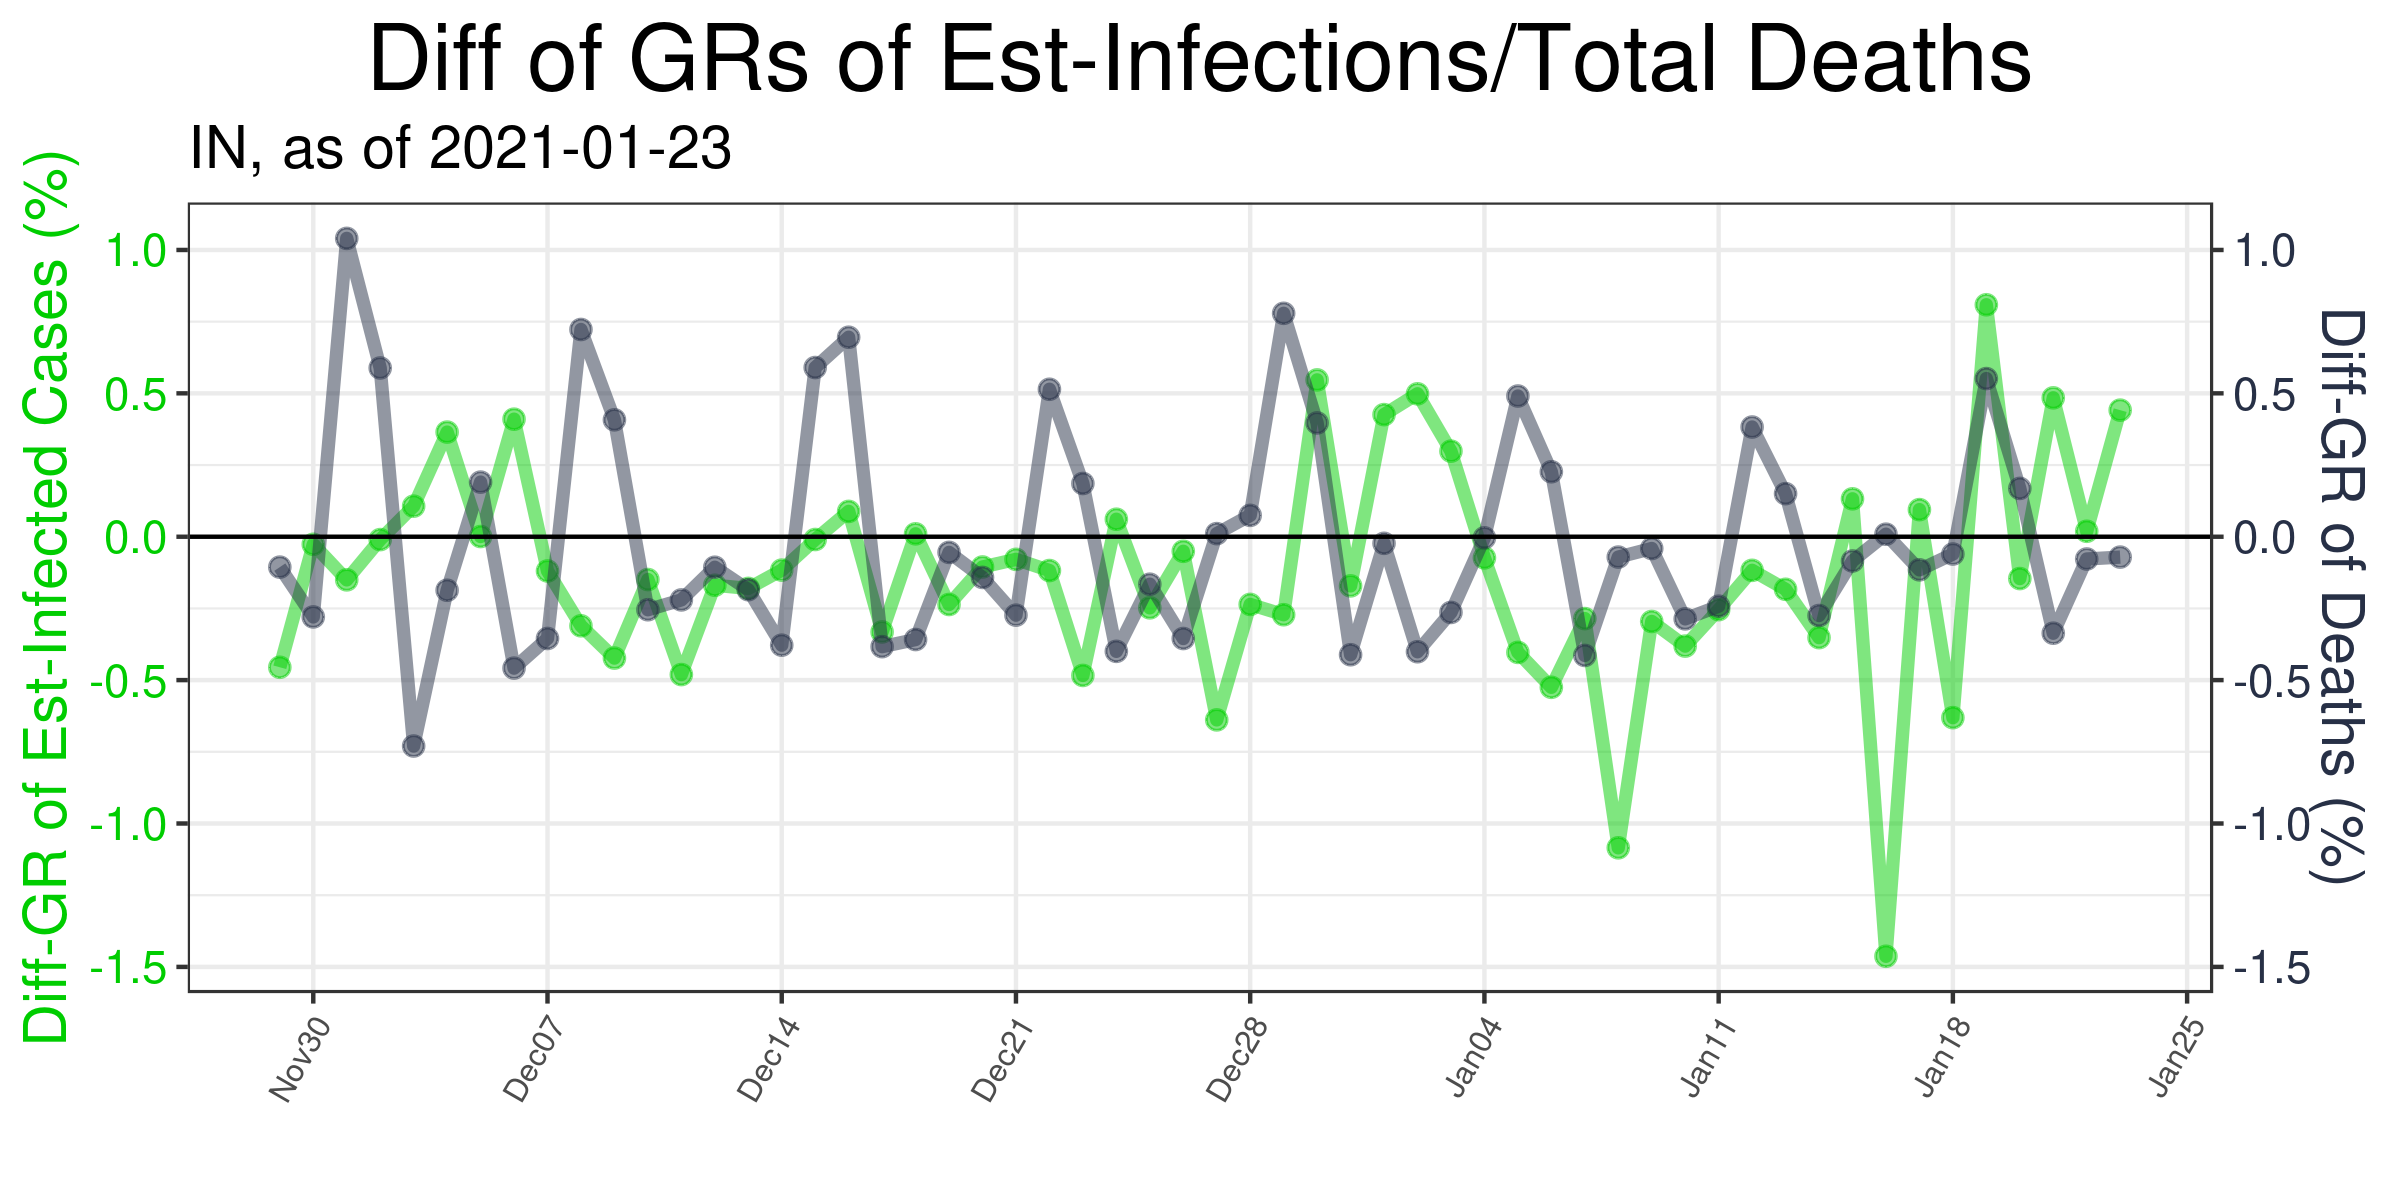 Diff of GRs of Est-Infections/Total Deaths
IN, as of 2021-01-23
Diff-GR of Est-Infected Cases (%)
1.0
0.5
0.0
-0.5
-1.0
-1.5
1.0
0.5
0.0
-0.5
-1.0
-1.5
Diff-GR of Deaths (%)
Nov30
Dec07
Dec14
Dec21
Dec28
Jan04
Jan11
Jan18
Jan25